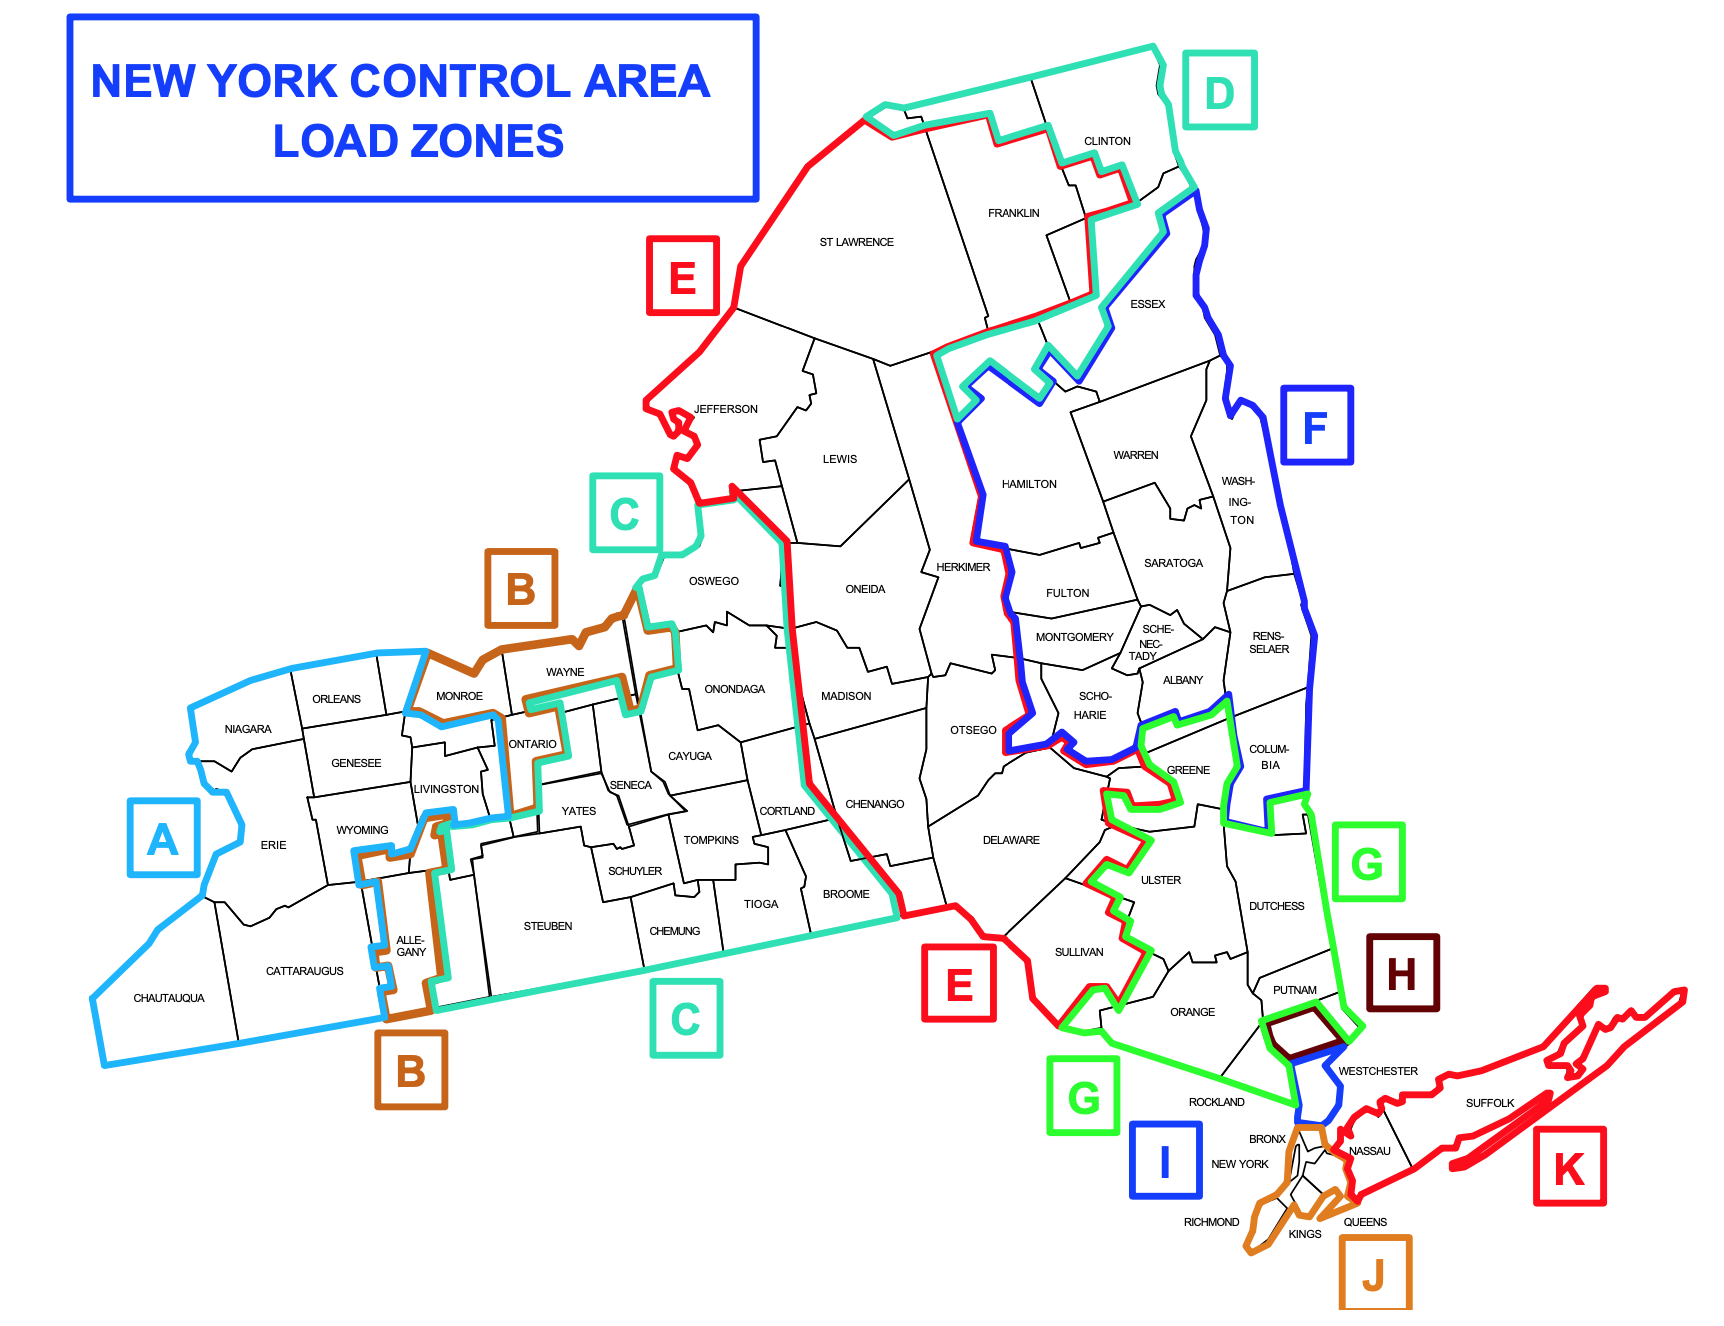 NEW YORK CONTROL AREA
LOAD ZONES
D
CLINTON
FRANKLIN
ST LAWRENCE
E
ESSEX
JEFFERSON
F
LEWIS
WARREN
HAMILTON
WASH-
ING-
TON
C
OSWEGO
ONEIDA
HERKIMER
SARATOGA
FULTON
B
MONTGOMERY
SCHE-
NEC-
TADY
RENS-
SELAER
WAYNE
MONROE
ORLEANS
NIAGARA
ONONDAGA
MADISON
ALBANY
SCHO-
HARIE
OTSEGO
ONTARIO
GENESEE
CAYUGA
COLUM-
BIA
GREENE
LIVINGSTON
SENECA
YATES
CORTLAND
CHENANGO
A
WYOMING
ERIE
TOMPKINS
DELAWARE
G
SCHUYLER
ULSTER
BROOME
TIOGA
DUTCHESS
STEUBEN
CHEMUNG
ALLE-
GANY
SULLIVAN
CATTARAUGUS
CHAUTAUQUA
E
H
PUTNAM
ORANGE
C
B
WESTCHESTER
G
ROCKLAND
SUFFOLK
BRONX
NASSAU
I
NEW YORK
K
RICHMOND
QUEENS
KINGS
J